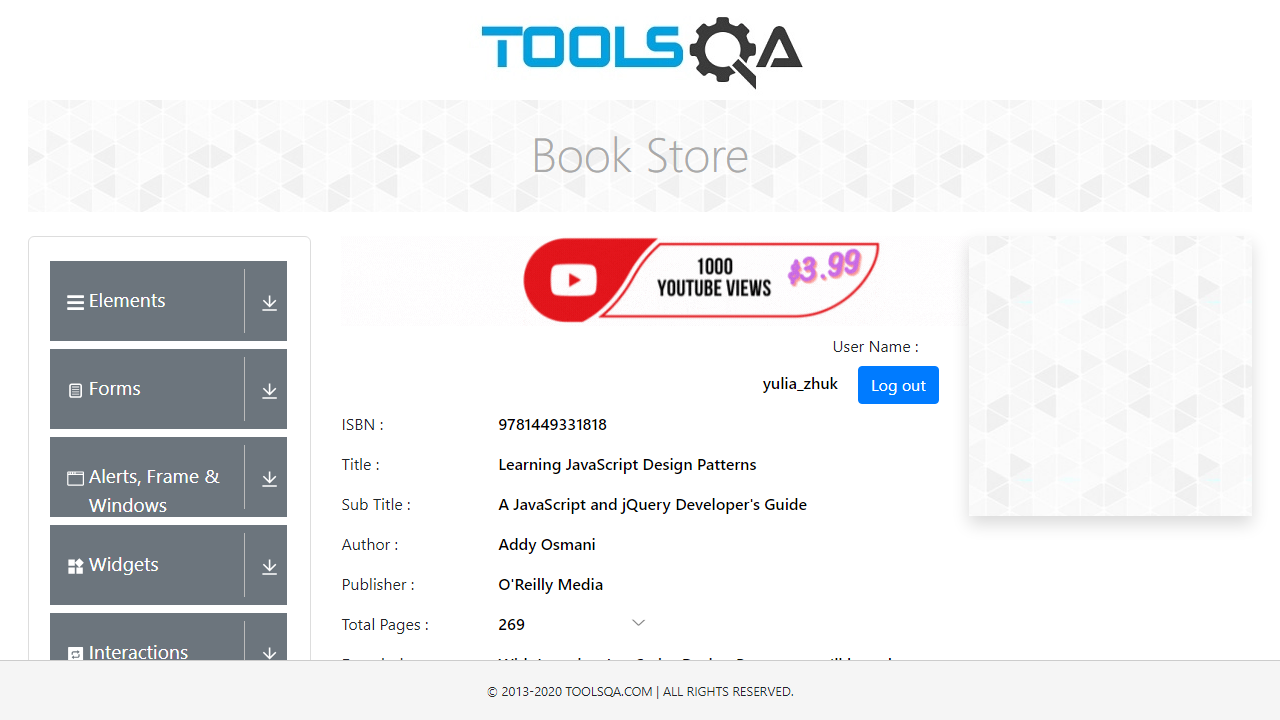 TOOLSQA
Book Store
Elements
Forms
Alerts, Frame &
Windows
Widgets
Interactions
1000
YOUTUBE VIEWS
$3.99
User Name :
yulia_zhuk
Log out
ISBN :
9781449331818
Title :
Learning JavaScript Design Patterns
Sub Title :
A JavaScript and jQuery Developer's Guide
Author :
Addy Osmani
Publisher :
O'Reilly Media
Total Pages :
269
© 2013-2020 TOOLSQA.COM | ALL RIGHTS RESERVED.